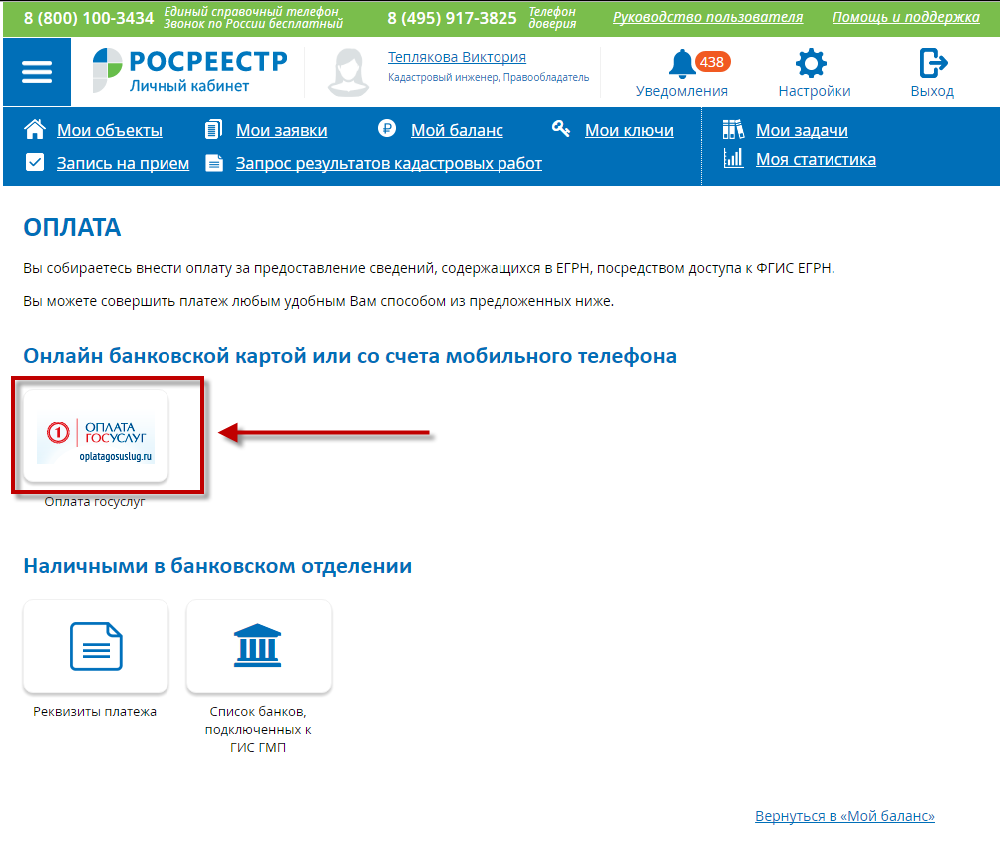 8 (800) 100-3434 Единый справочный телефон
Звонок по России бесплатный
8 (495) 917-3825 Телефон
доверия
Руководство пользователя
Помощь и поддержка
РОСРЕЕСТР
Личный кабинет
Теплякова Виктория
Кадастровый инженер, Правообладатель
438
Уведомления
Настройки
Выход
Мои объекты
Мои заявки
Мой баланс
Мои ключи
Мои задачи
Запись на прием
Запрос результатов кадастровых работ
Моя статистика
ОПЛАТА
Вы собираетесь внести оплату за предоставление сведений, содержащихся в ЕГРН, посредством доступа к ФГИС ЕГРН.
Вы можете совершить платеж любым удобным Вам способом из предложенных ниже.
Онлайн банковской картой или со счета мобильного телефона
1 ОПЛАТА
ГОСУСЛУГ
oplatagosuslug.ru
Оплата госуслуг
Наличными в банковском отделении
Реквизиты платежа
Список банков,
подключенных к
ГИС ГМП
Вернуться в «Мой баланс»